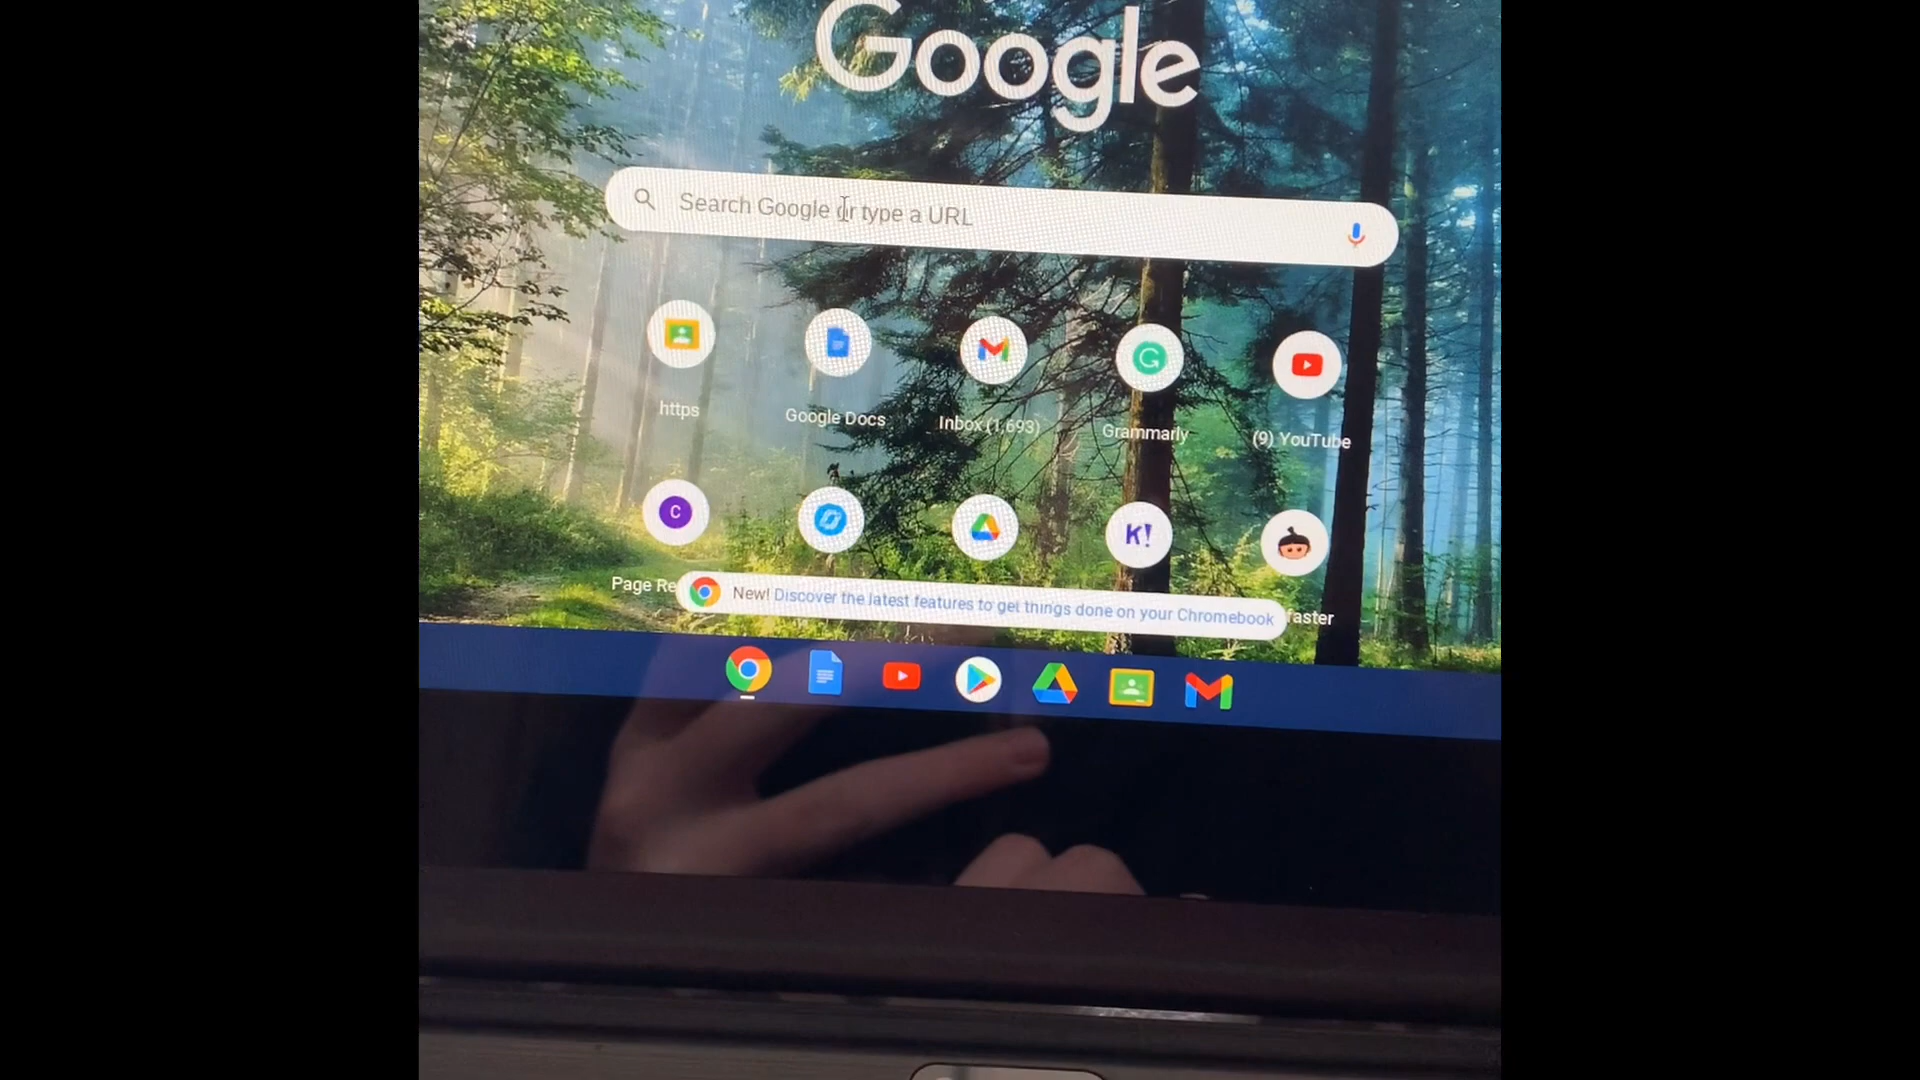 Google
Search Google or type a URL
https
Google Docs
Inbox (1,693)
Grammarly
(9) YouTube
C
K!
Page Re
New! Discover the latest features to get things done on your Chromebook
faster